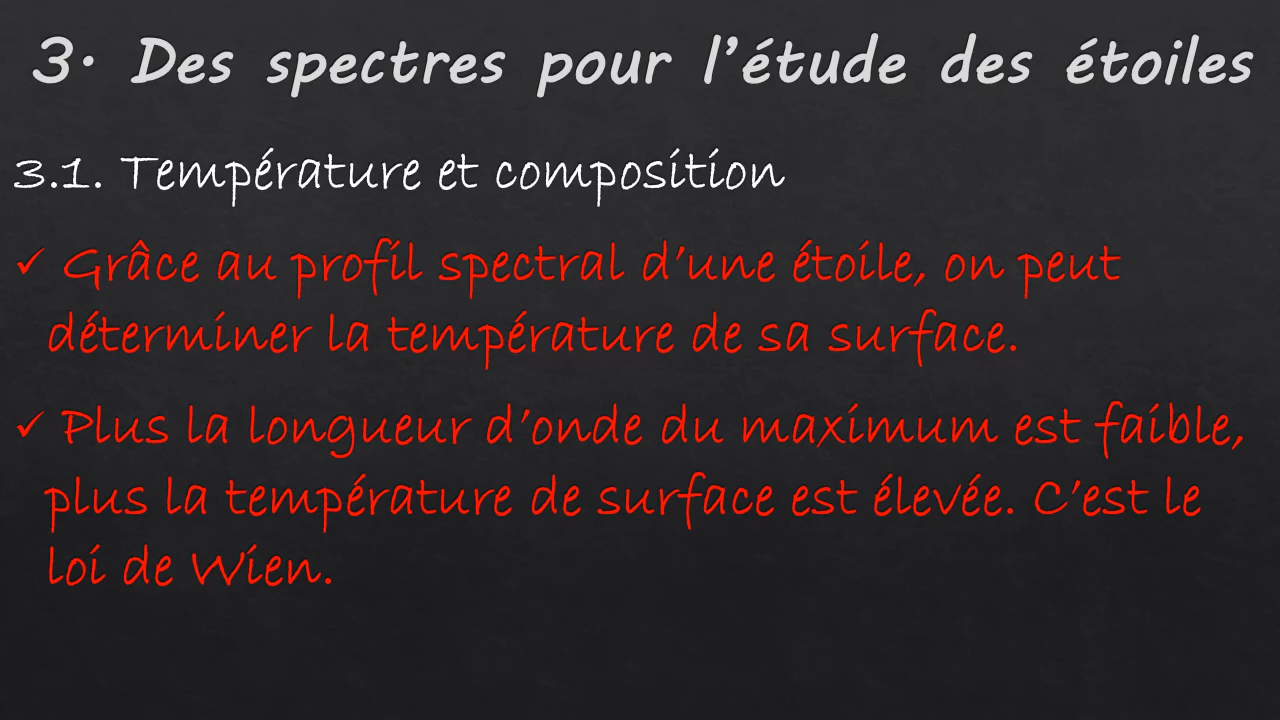 3. Des spectres pour l’étude des étoiles
3.1. Température et composition
✓ Grâce au profil spectral d’une étoile, on peut
déterminer la température de sa surface.
✓ Plus la longueur d’onde du maximum est faible,
plus la température de surface est élevée. C’est le
loi de Wien.